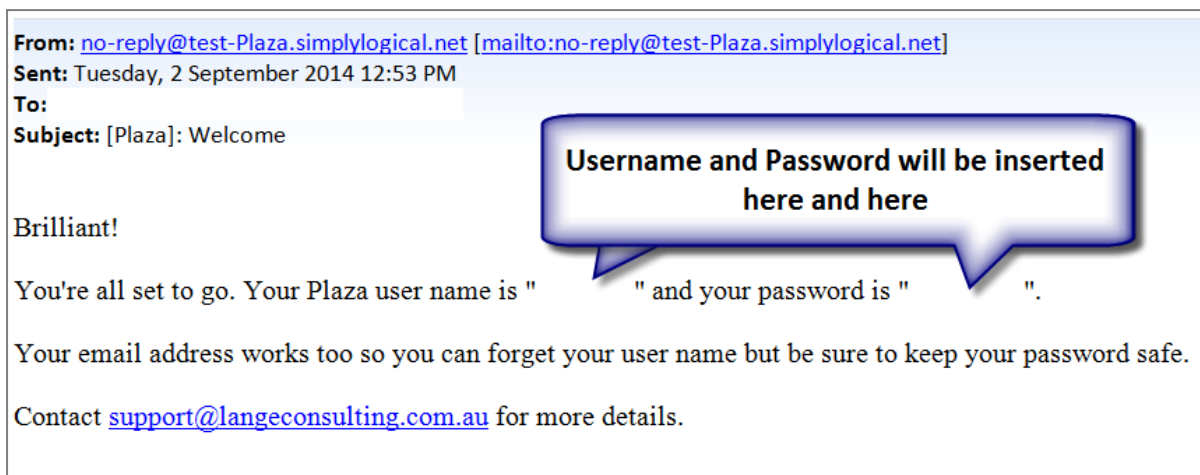 From: no-reply@test-Plaza.simplylogical.net [mailto:no-reply@test-Plaza.simplylogical.net]
Sent: Tuesday, 2 September 2014 12:53 PM
To:
Subject: [Plaza]: Welcome
Username and Password will be inserted
here and here
Brilliant!
You're all set to go. Your Plaza user name is " " and your password is " ".
Your email address works too so you can forget your user name but be sure to keep your password safe.
Contact support@langeconsulting.com.au for more details.